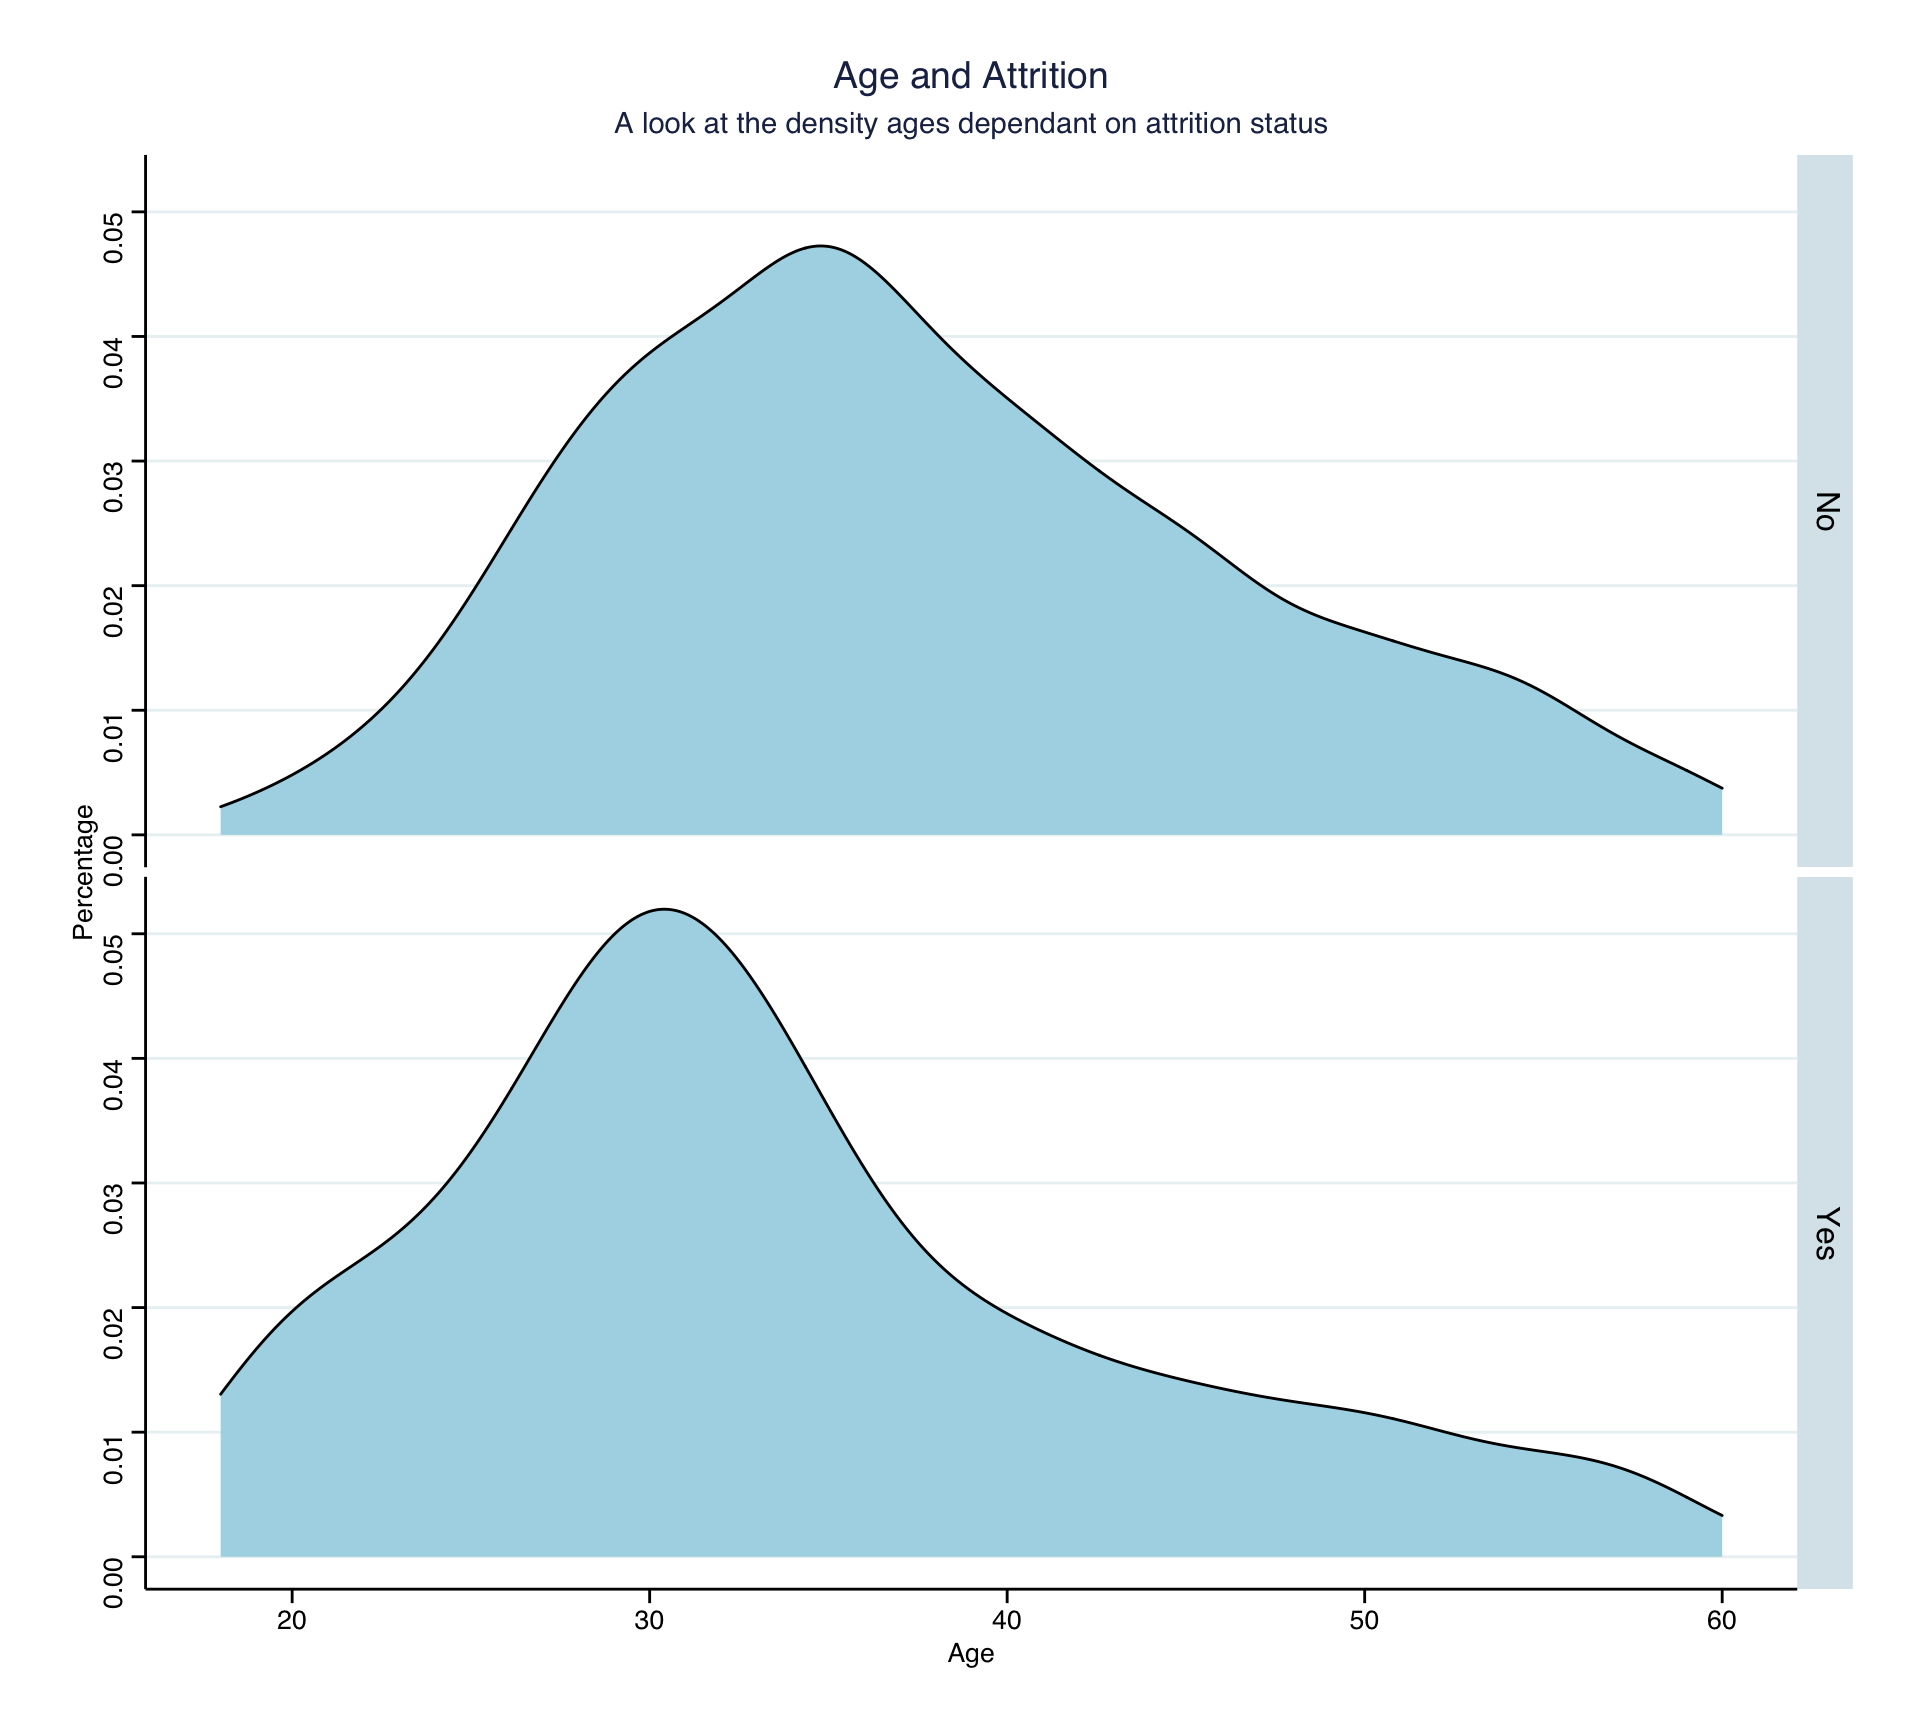 Age and Attrition
A look at the density ages dependant on attrition status
Percentage
0.05
0.04
0.03
0.02
0.01
0.00
No
0.05
0.04
0.03
0.02
0.01
0.00
Yes
20 30 40 50 60
Age